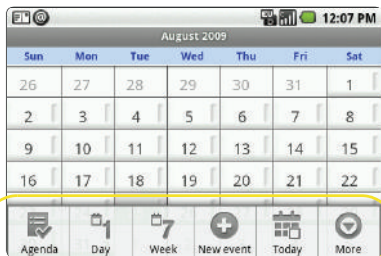 12:07 PM
August 2009
Sun Mon Tue Wed Thu Fri Sat
26 27 28 29 30 31 1
2 3 4 5 6 7 8
9 10 11 12 13 14 15
16 17 18 19 20 21 22
1 7
Agenda Day Week New event Today More